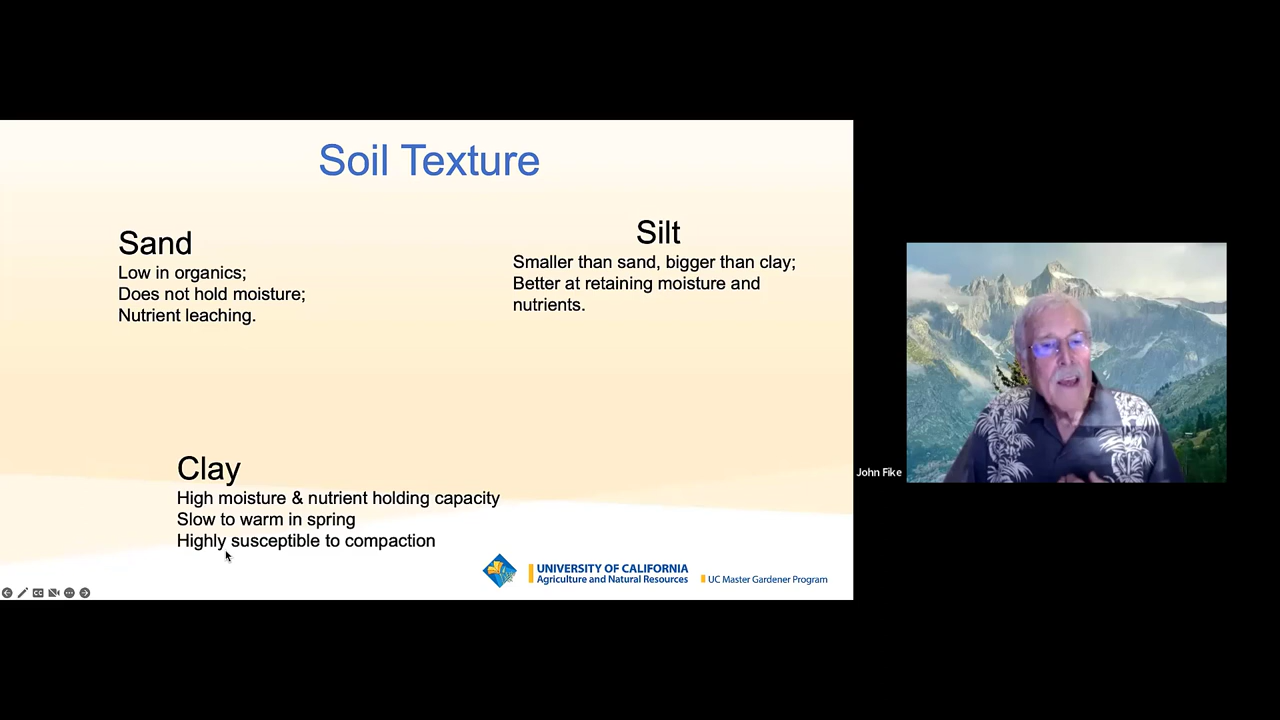 Soil Texture
Sand
Low in organics;
Does not hold moisture;
Nutrient leaching.
Silt
Smaller than sand, bigger than clay;
Better at retaining moisture and
nutrients.
Clay
High moisture & nutrient holding capacity
Slow to warm in spring
Highly susceptible to compaction
UNIVERSITY OF CALIFORNIA
Agriculture and Natural Resources
UC Master Gardener Program
John Fike